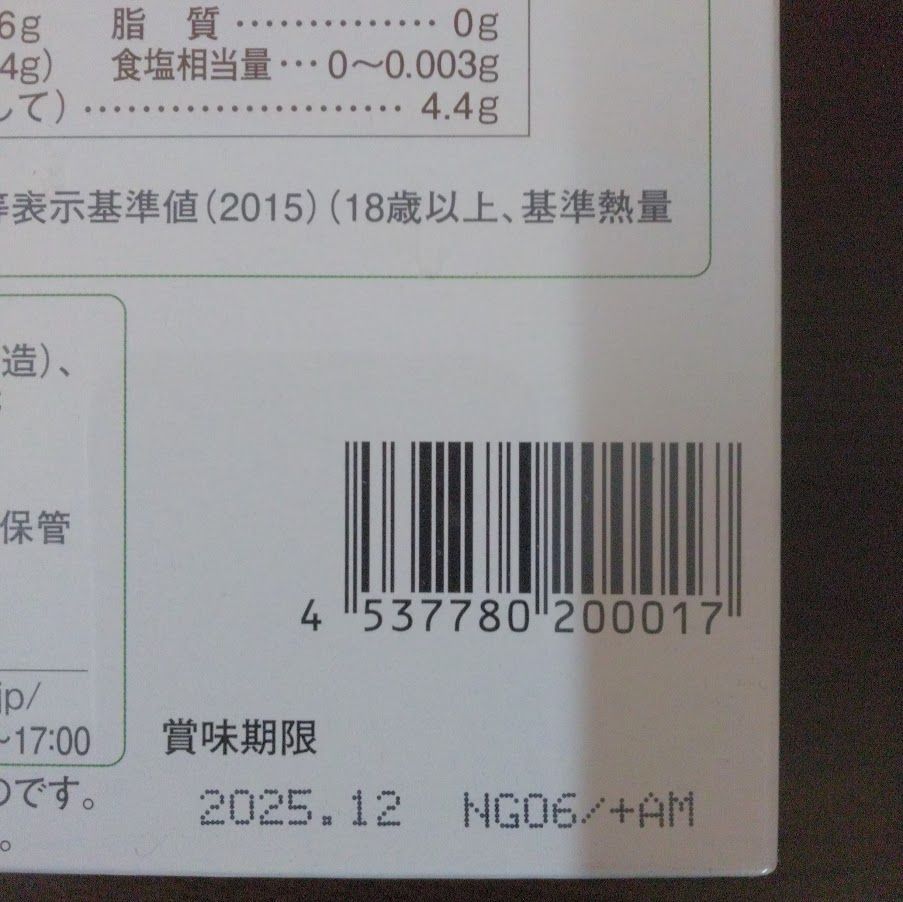 6g 脂 質 …………… 0g
4g) 食塩相当量… 0〜0.003g
して) …………………… 4.4g
等表示基準値(2015)(18歳以上、基準熱量
造)、
保管
4 537780 200017
jp/
〜17:00
賞味期限
のです。
2025.12 NG06/+AM
。